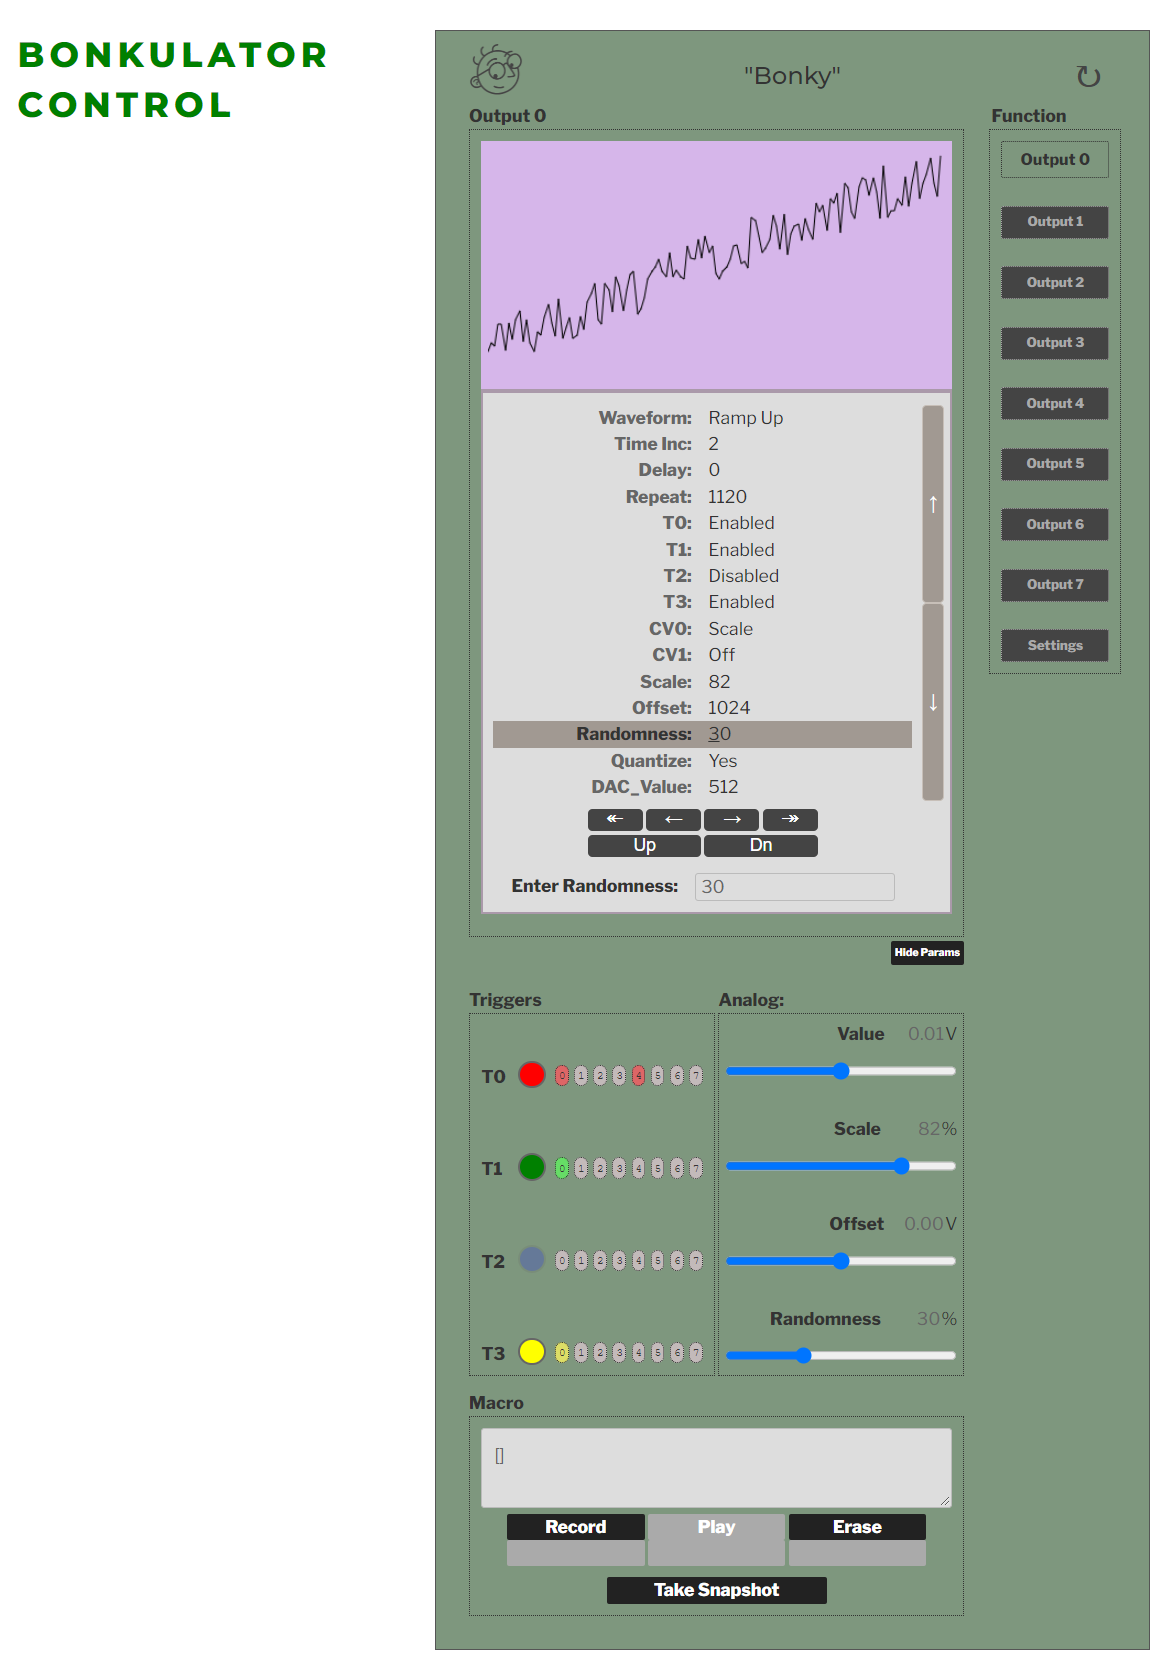 BONKULATOR
CONTROL
"Bonky"
↻
Output 0
Function
Output 0
Output 1
Output 2
Output 3
Output 4
Output 5
Output 6
Output 7
Settings
Waveform: Ramp Up
Time Inc: 2
Delay: 0
Repeat: 1120
T0: Enabled
T1: Enabled
T2: Disabled
T3: Enabled
CV0: Scale
CV1: Off
Scale: 82
Offset: 1024
Randomness: 30
Quantize: Yes
DAC_Value: 512
↑
↓
↞ ← → ↠
Up Dn
Enter Randomness: 30
Hide Params
Triggers
T0 0 1 2 3 4 5 6 7
T1 0 1 2 3 4 5 6 7
T2 0 1 2 3 4 5 6 7
T3 0 1 2 3 4 5 6 7
Analog:
Value 0.01V
Scale 82%
Offset 0.00V
Randomness 30%
Macro
[]
Record Play Erase
Take Snapshot